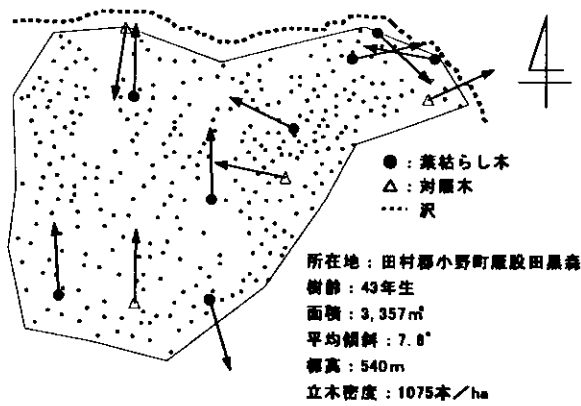 ●：葉枯らし木
△：対照木
┅┅：沢
所在地：田村郡小野町雁股田黒森
樹齢：43年生
面積：3,357㎡
平均傾斜：7.8°
標高：540m
立木密度：1075本／ha